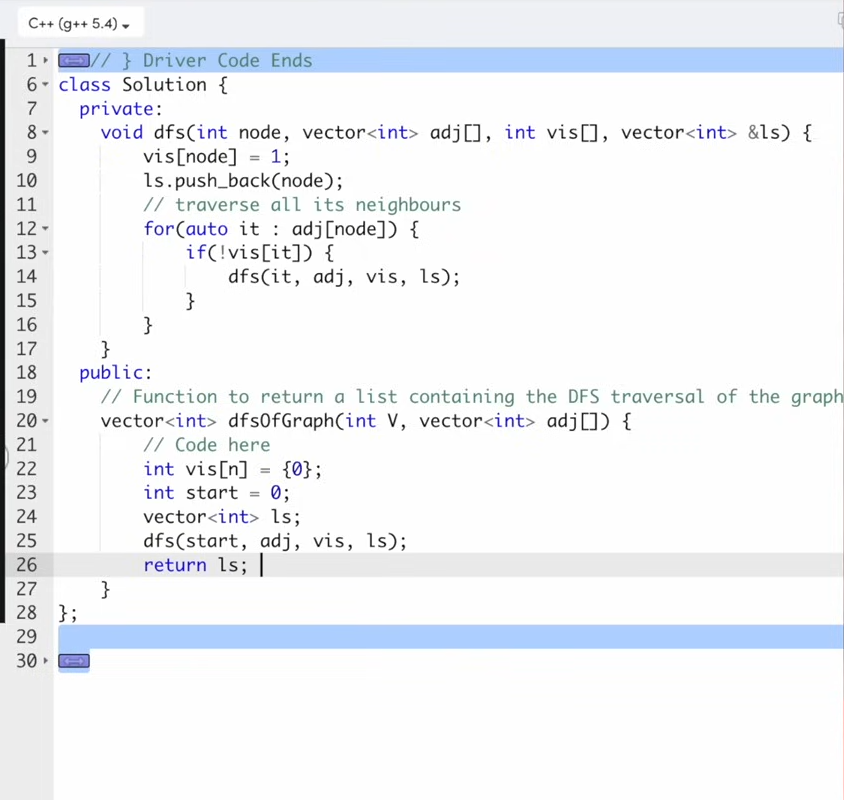 C++ (g++ 5.4)
1 // } Driver Code Ends
6 class Solution {
7 private:
8 void dfs(int node, vector<int> adj[], int vis[], vector<int> &ls) {
9 vis[node] = 1;
10 ls.push_back(node);
11 // traverse all its neighbours
12 for(auto it : adj[node]) {
13 if(!vis[it]) {
14 dfs(it, adj, vis, ls);
15 }
16 }
17 }
18 public:
19 // Function to return a list containing the DFS traversal of the graph
20 vector<int> dfsOfGraph(int V, vector<int> adj[]) {
21 // Code here
22 int vis[n] = {0};
23 int start = 0;
24 vector<int> ls;
25 dfs(start, adj, vis, ls);
26 return ls;
27 }
28 };
29
30